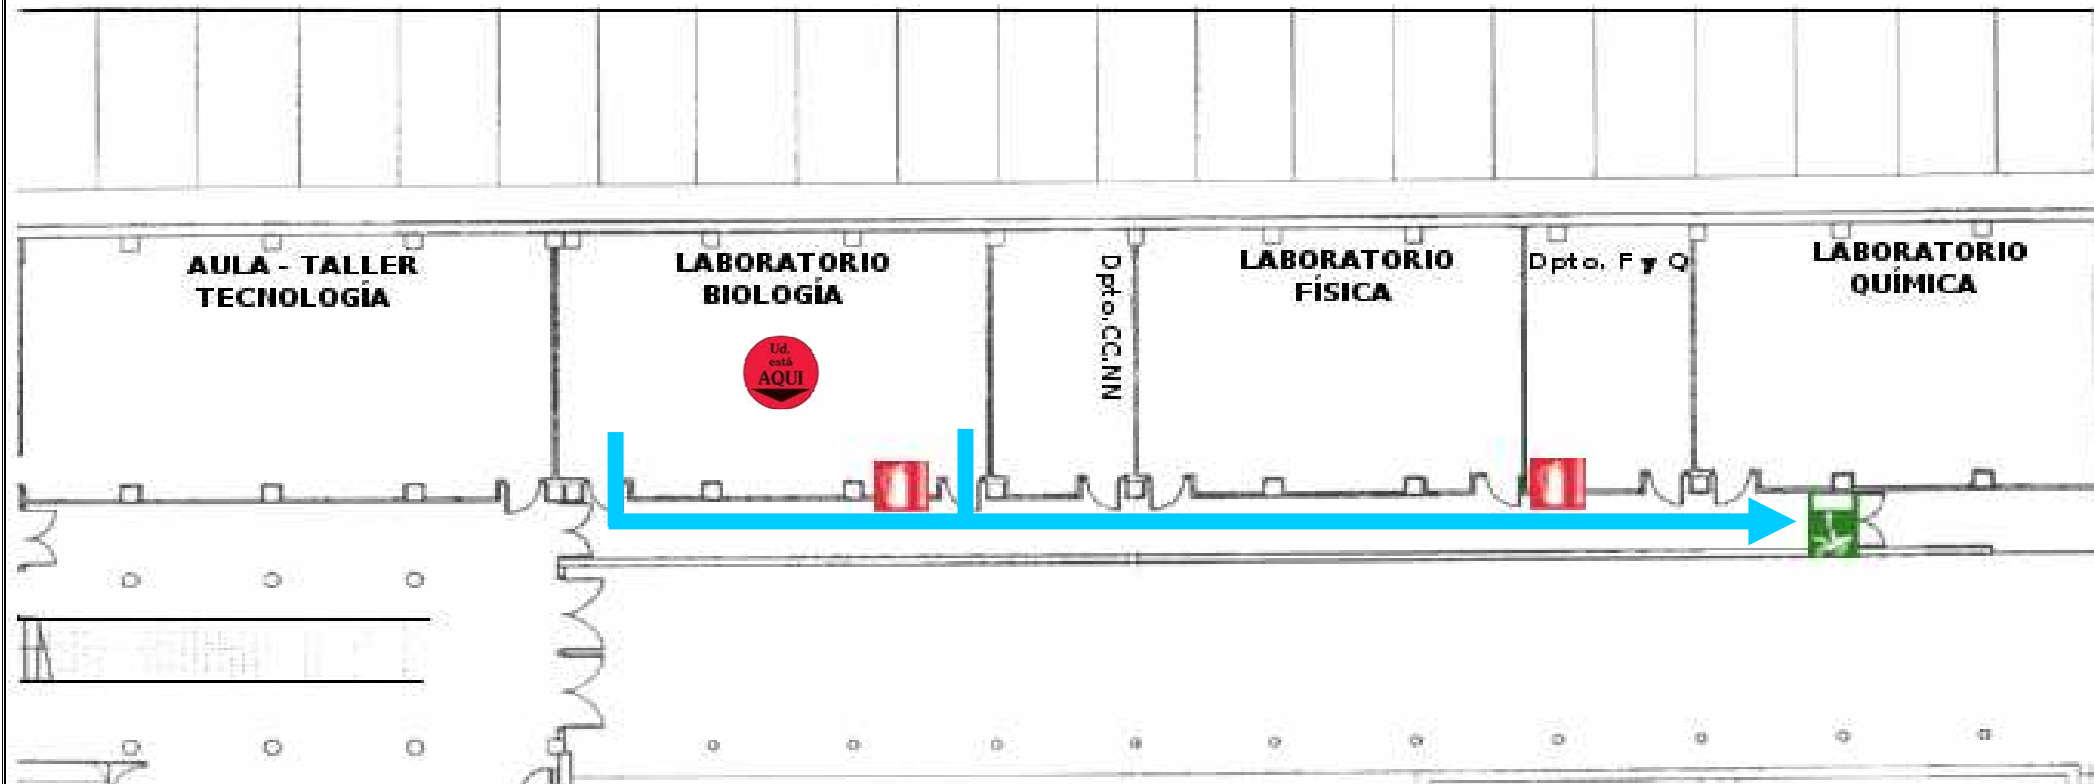 AULA - TALLER
TECNOLOGÍA
LABORATORIO
BIOLOGÍA
Ud.
está
AQUI
Dpto.CC.NN
LABORATORIO
FÍSICA
Dpto. F y Q
LABORATORIO
QUÍMICA